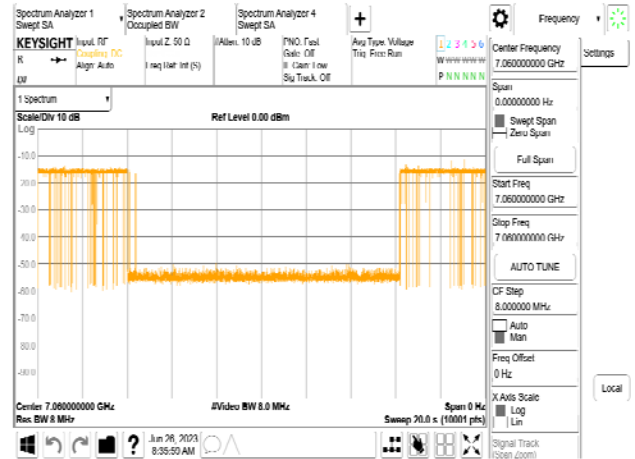 Spectrum Analyzer 1
Swept SA
Spectrum Analyzer 2
Occupied BW
Spectrum Analyzer 4
Swept SA
+
Frequency
KEYSIGHT
Input: RF
Coupling: DC
Align: Auto
Input Z: 50 Ω
Freq Ref: Int (S)
#Atten: 10 dB
PNO: Fast
Gate: Off
IF Gain: Low
Sig Track: Off
Avg Type: Voltage
Trig: Free Run
1 2 3 4 5 6
W W W W W W
P N N N N N
R
1 Spectrum
Scale/Div 10 dB
Ref Level 0.00 dBm
Log
-10.0
-20.0
-30.0
-40.0
-50.0
-60.0
-70.0
-80.0
-90.0
Center 7.060000000 GHz
#Video BW 8.0 MHz
Span 0 Hz
Res BW 8 MHz
Sweep 20.0 s (10001 pts)
Jun 26, 2023
8:35:59 AM
Center Frequency
7.060000000 GHz
Settings
Span
0.00000000 Hz
Swept Span
Zero Span
Full Span
Start Freq
7.060000000 GHz
Stop Freq
7.060000000 GHz
AUTO TUNE
CF Step
8.000000 MHz
Auto
Man
Freq Offset
0 Hz
X Axis Scale
Log
Lin
Local
Signal Track
(Span Zoom)